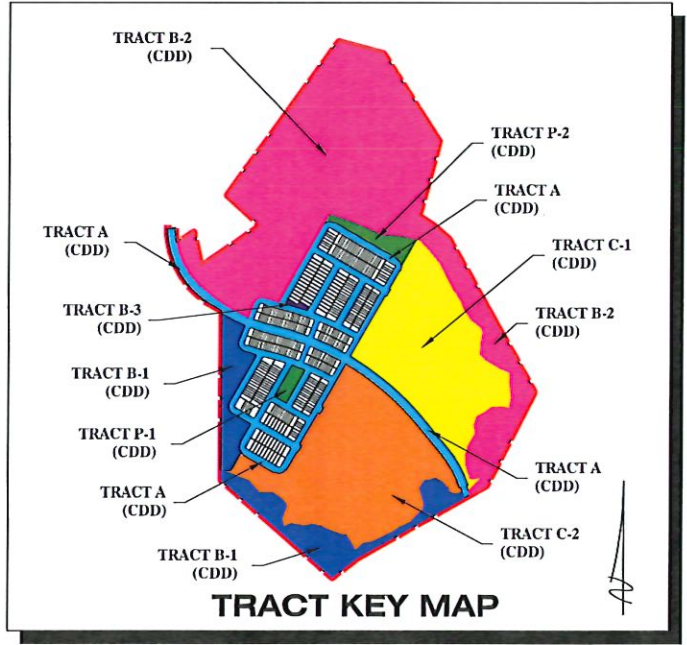 TRACT B-2
(CDD)
TRACT P-2
(CDD)
TRACT A
(CDD)
TRACT A
(CDD)
TRACT C-1
(CDD)
TRACT B-3
(CDD)
TRACT B-2
(CDD)
TRACT B-1
(CDD)
TRACT P-1
(CDD)
TRACT A
(CDD)
TRACT A
(CDD)
TRACT B-1
(CDD)
TRACT C-2
(CDD)
TRACT KEY MAP